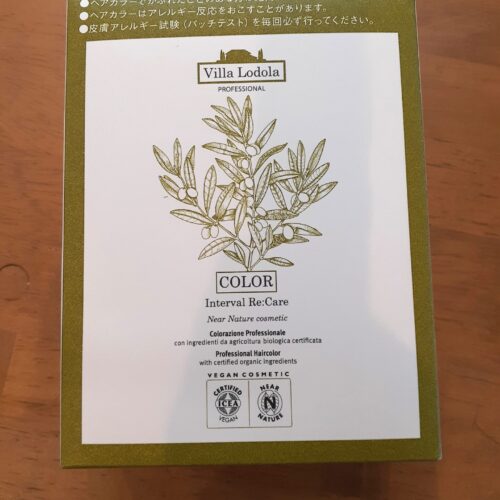 ●ヘアカラーはアレルギー反応をおこすことがあります。
●皮膚アレルギー試験（パッチテスト）を毎回必ず行ってください。
Villa Lodola
PROFESSIONAL
COLOR
Interval Re:Care
Near Nature cosmetic
Colorazione Professionale
con ingredienti da agricoltura biologica certificata
Professional Haircolor
with certified organic ingredients
VEGAN COSMETIC
CERTIFIED
ICEA
VEGAN
NEAR
N
NATURE